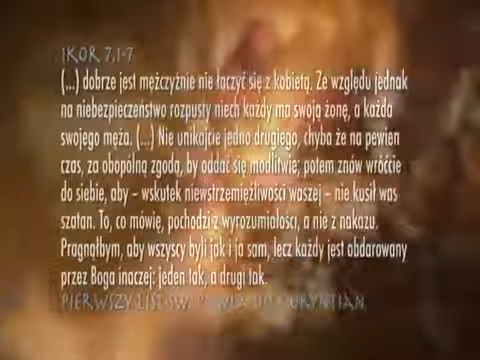 1KOR 7,1-7
(...) dobrze jest mężczyźnie nie łączyć się z kobietą. Ze względu jednak
na niebezpieczeństwo rozpusty niech każdy ma swoją żonę, a każda
swojego męża. (...) Nie unikajcie jedno drugiego, chyba że na pewien
czas, za obopólną zgodą, by oddać się modlitwie; potem znów wróćcie
do siebie, aby – wskutek niewstrzemięźliwości waszej – nie kusił was
szatan. To, co mówię, pochodzi z wyrozumiałości, a nie z nakazu.
Pragnąłbym, aby wszyscy byli jak i ja sam, lecz każdy jest obdarowany
przez Boga inaczej: jeden tak, a drugi tak.
PIERWSZY LIST ŚW. PAWŁA DO KORYNTIAN